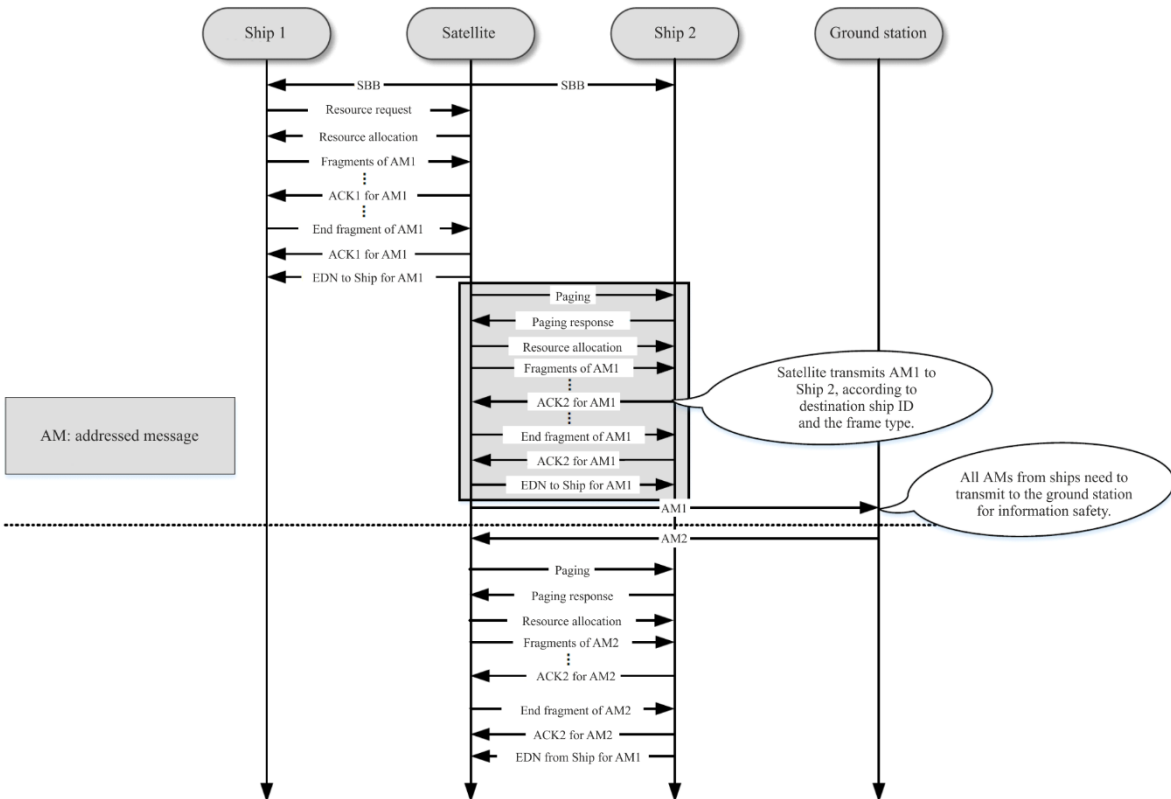 Ship 1
Satellite
Ship 2
Ground station
SBB
SBB
Resource request
Resource allocation
Fragments of AM1
ACK1 for AM1
End fragment of AM1
ACK1 for AM1
EDN to Ship for AM1
Paging
Paging response
Resource allocation
Fragments of AM1
ACK2 for AM1
End fragment of AM1
ACK2 for AM1
EDN to Ship for AM1
Satellite transmits AM1 to
Ship 2, according to
destination ship ID
and the frame type.
AM: addressed message
All AMs from ships need to
transmit to the ground station
for information safety.
AM1
AM2
Paging
Paging response
Resource allocation
Fragments of AM2
ACK2 for AM2
End fragment of AM2
ACK2 for AM2
EDN from Ship for AM1